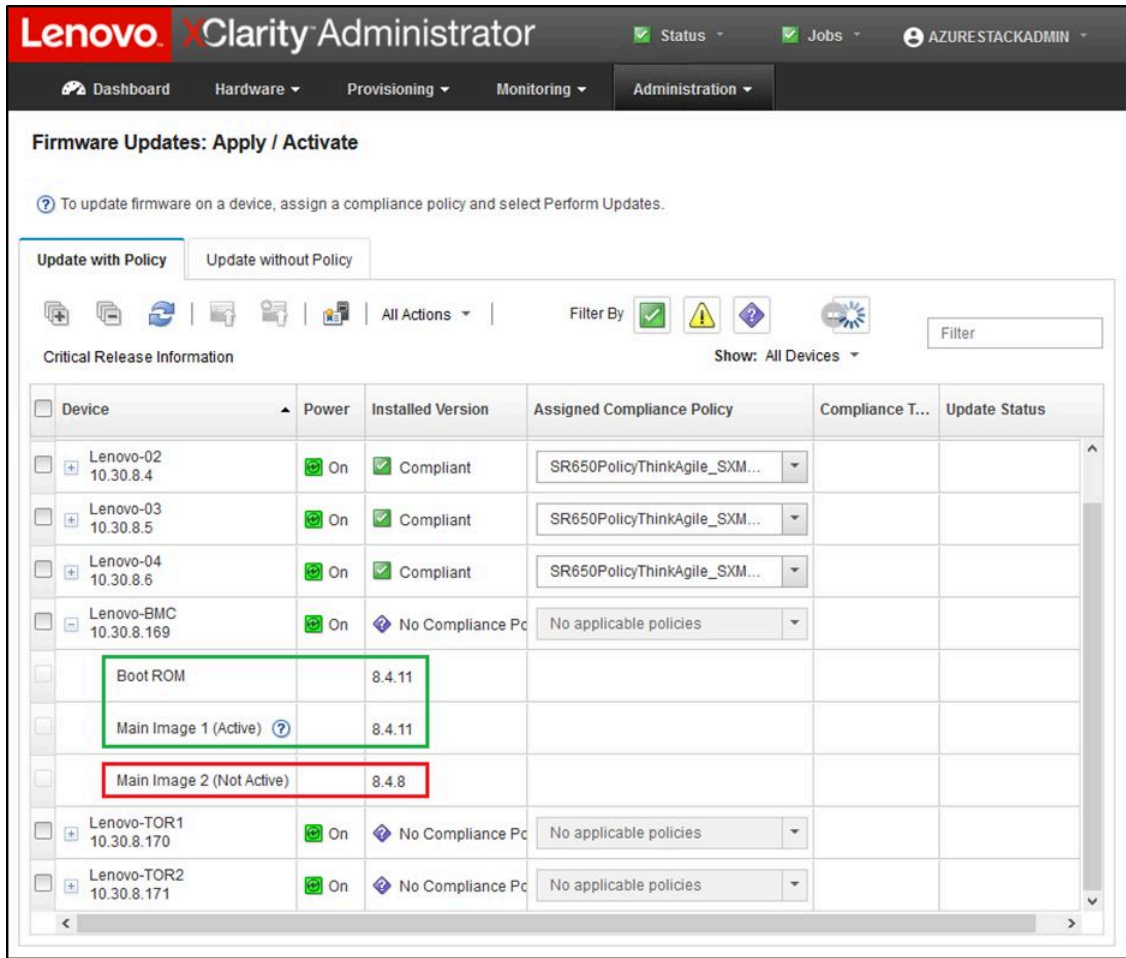 Lenovo. XClarity Administrator Status Jobs AZURESTACKADMIN
Dashboard Hardware Provisioning Monitoring Administration
Firmware Updates: Apply / Activate
? To update firmware on a device, assign a compliance policy and select Perform Updates.
Update with Policy Update without Policy
All Actions Filter By Filter
Critical Release Information Show: All Devices
Device Power Installed Version Assigned Compliance Policy Compliance T... Update Status
Lenovo-02
10.30.8.4 On Compliant SR650PolicyThinkAgile_SXM...
Lenovo-03
10.30.8.5 On Compliant SR650PolicyThinkAgile_SXM...
Lenovo-04
10.30.8.6 On Compliant SR650PolicyThinkAgile_SXM...
Lenovo-BMC
10.30.8.169 On No Compliance Po No applicable policies
Boot ROM 8.4.11
Main Image 1 (Active) ? 8.4.11
Main Image 2 (Not Active) 8.4.8
Lenovo-TOR1
10.30.8.170 On No Compliance Po No applicable policies
Lenovo-TOR2
10.30.8.171 On No Compliance Po No applicable policies